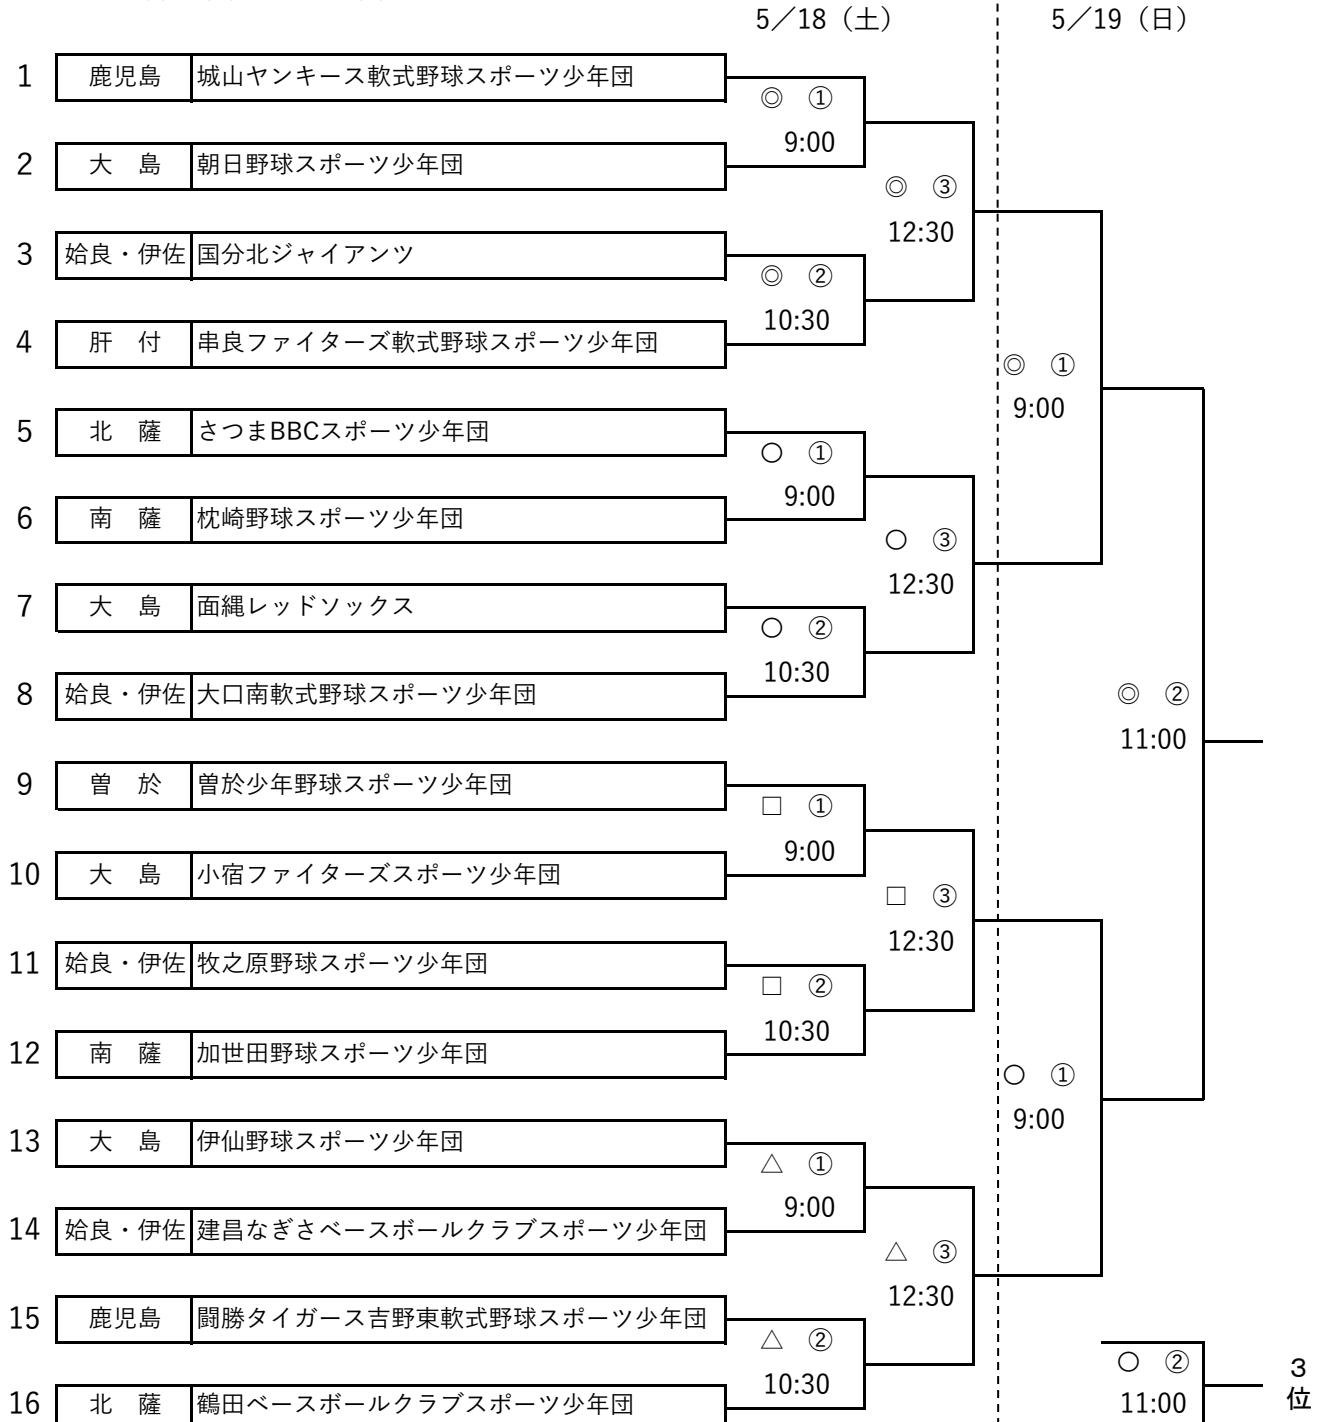 5／18（土） 5／19（日）
1 鹿児島 城山ヤンキース軟式野球スポーツ少年団
◎ ①
9:00
2 大　島 朝日野球スポーツ少年団
◎ ③
12:30
3 姶良・伊佐 国分北ジャイアンツ
◎ ②
10:30
4 肝　付 串良ファイターズ軟式野球スポーツ少年団
◎ ①
9:00
5 北　薩 さつまBBCスポーツ少年団
○ ①
9:00
6 南　薩 枕崎野球スポーツ少年団
○ ③
12:30
7 大　島 面縄レッドソックス
○ ②
10:30
8 姶良・伊佐 大口南軟式野球スポーツ少年団
◎ ②
11:00
9 曽　於 曽於少年野球スポーツ少年団
□ ①
9:00
10 大　島 小宿ファイターズスポーツ少年団
□ ③
12:30
11 姶良・伊佐 牧之原野球スポーツ少年団
□ ②
10:30
12 南　薩 加世田野球スポーツ少年団
○ ①
9:00
13 大　島 伊仙野球スポーツ少年団
△ ①
9:00
14 姶良・伊佐 建昌なぎさベースボールクラブスポーツ少年団
△ ③
12:30
15 鹿児島 闘勝タイガース吉野東軟式野球スポーツ少年団
△ ②
10:30
16 北　薩 鶴田ベースボールクラブスポーツ少年団
○ ②
11:00
3
位